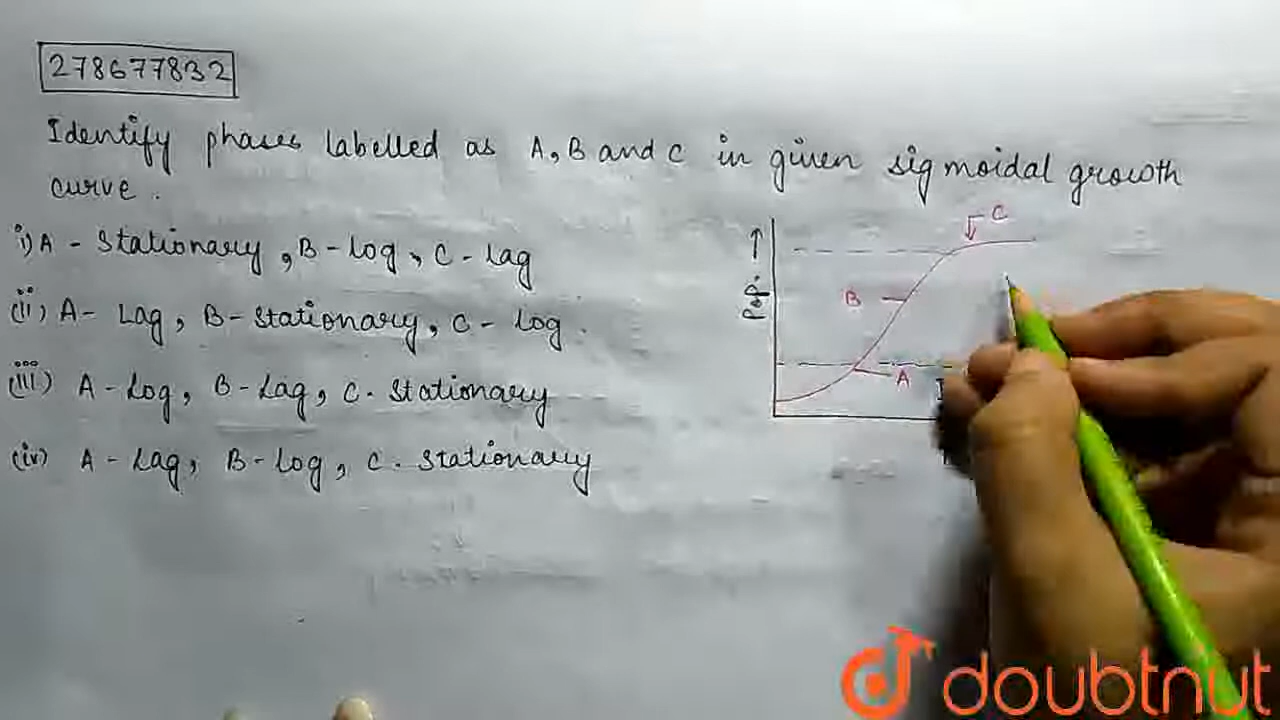 278677832
Identify phases labelled as A, B and C in given sigmoidal growth
curve.
i) A - Stationary, B - Log, C - Lag
(ii) A - Lag, B - Stationary, C - Log.
(iii) A - Log, B - Lag, C. Stationary
(iv) A - Lag, B - Log, C. Stationary
C
B
A
doubtnut